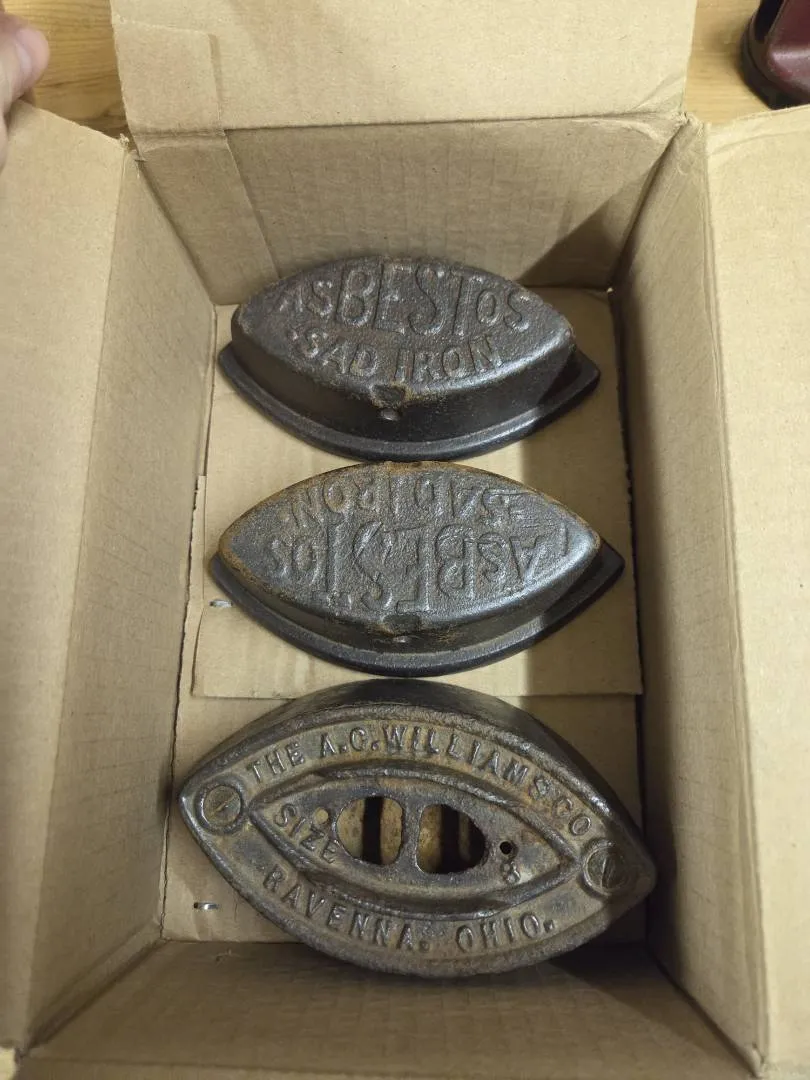 ASBESTOS
SAD IRON
ASBESTOS
SAD IRON
THE A.C. WILLIAMS CO
SIZE 8
RAVENNA. OHIO.